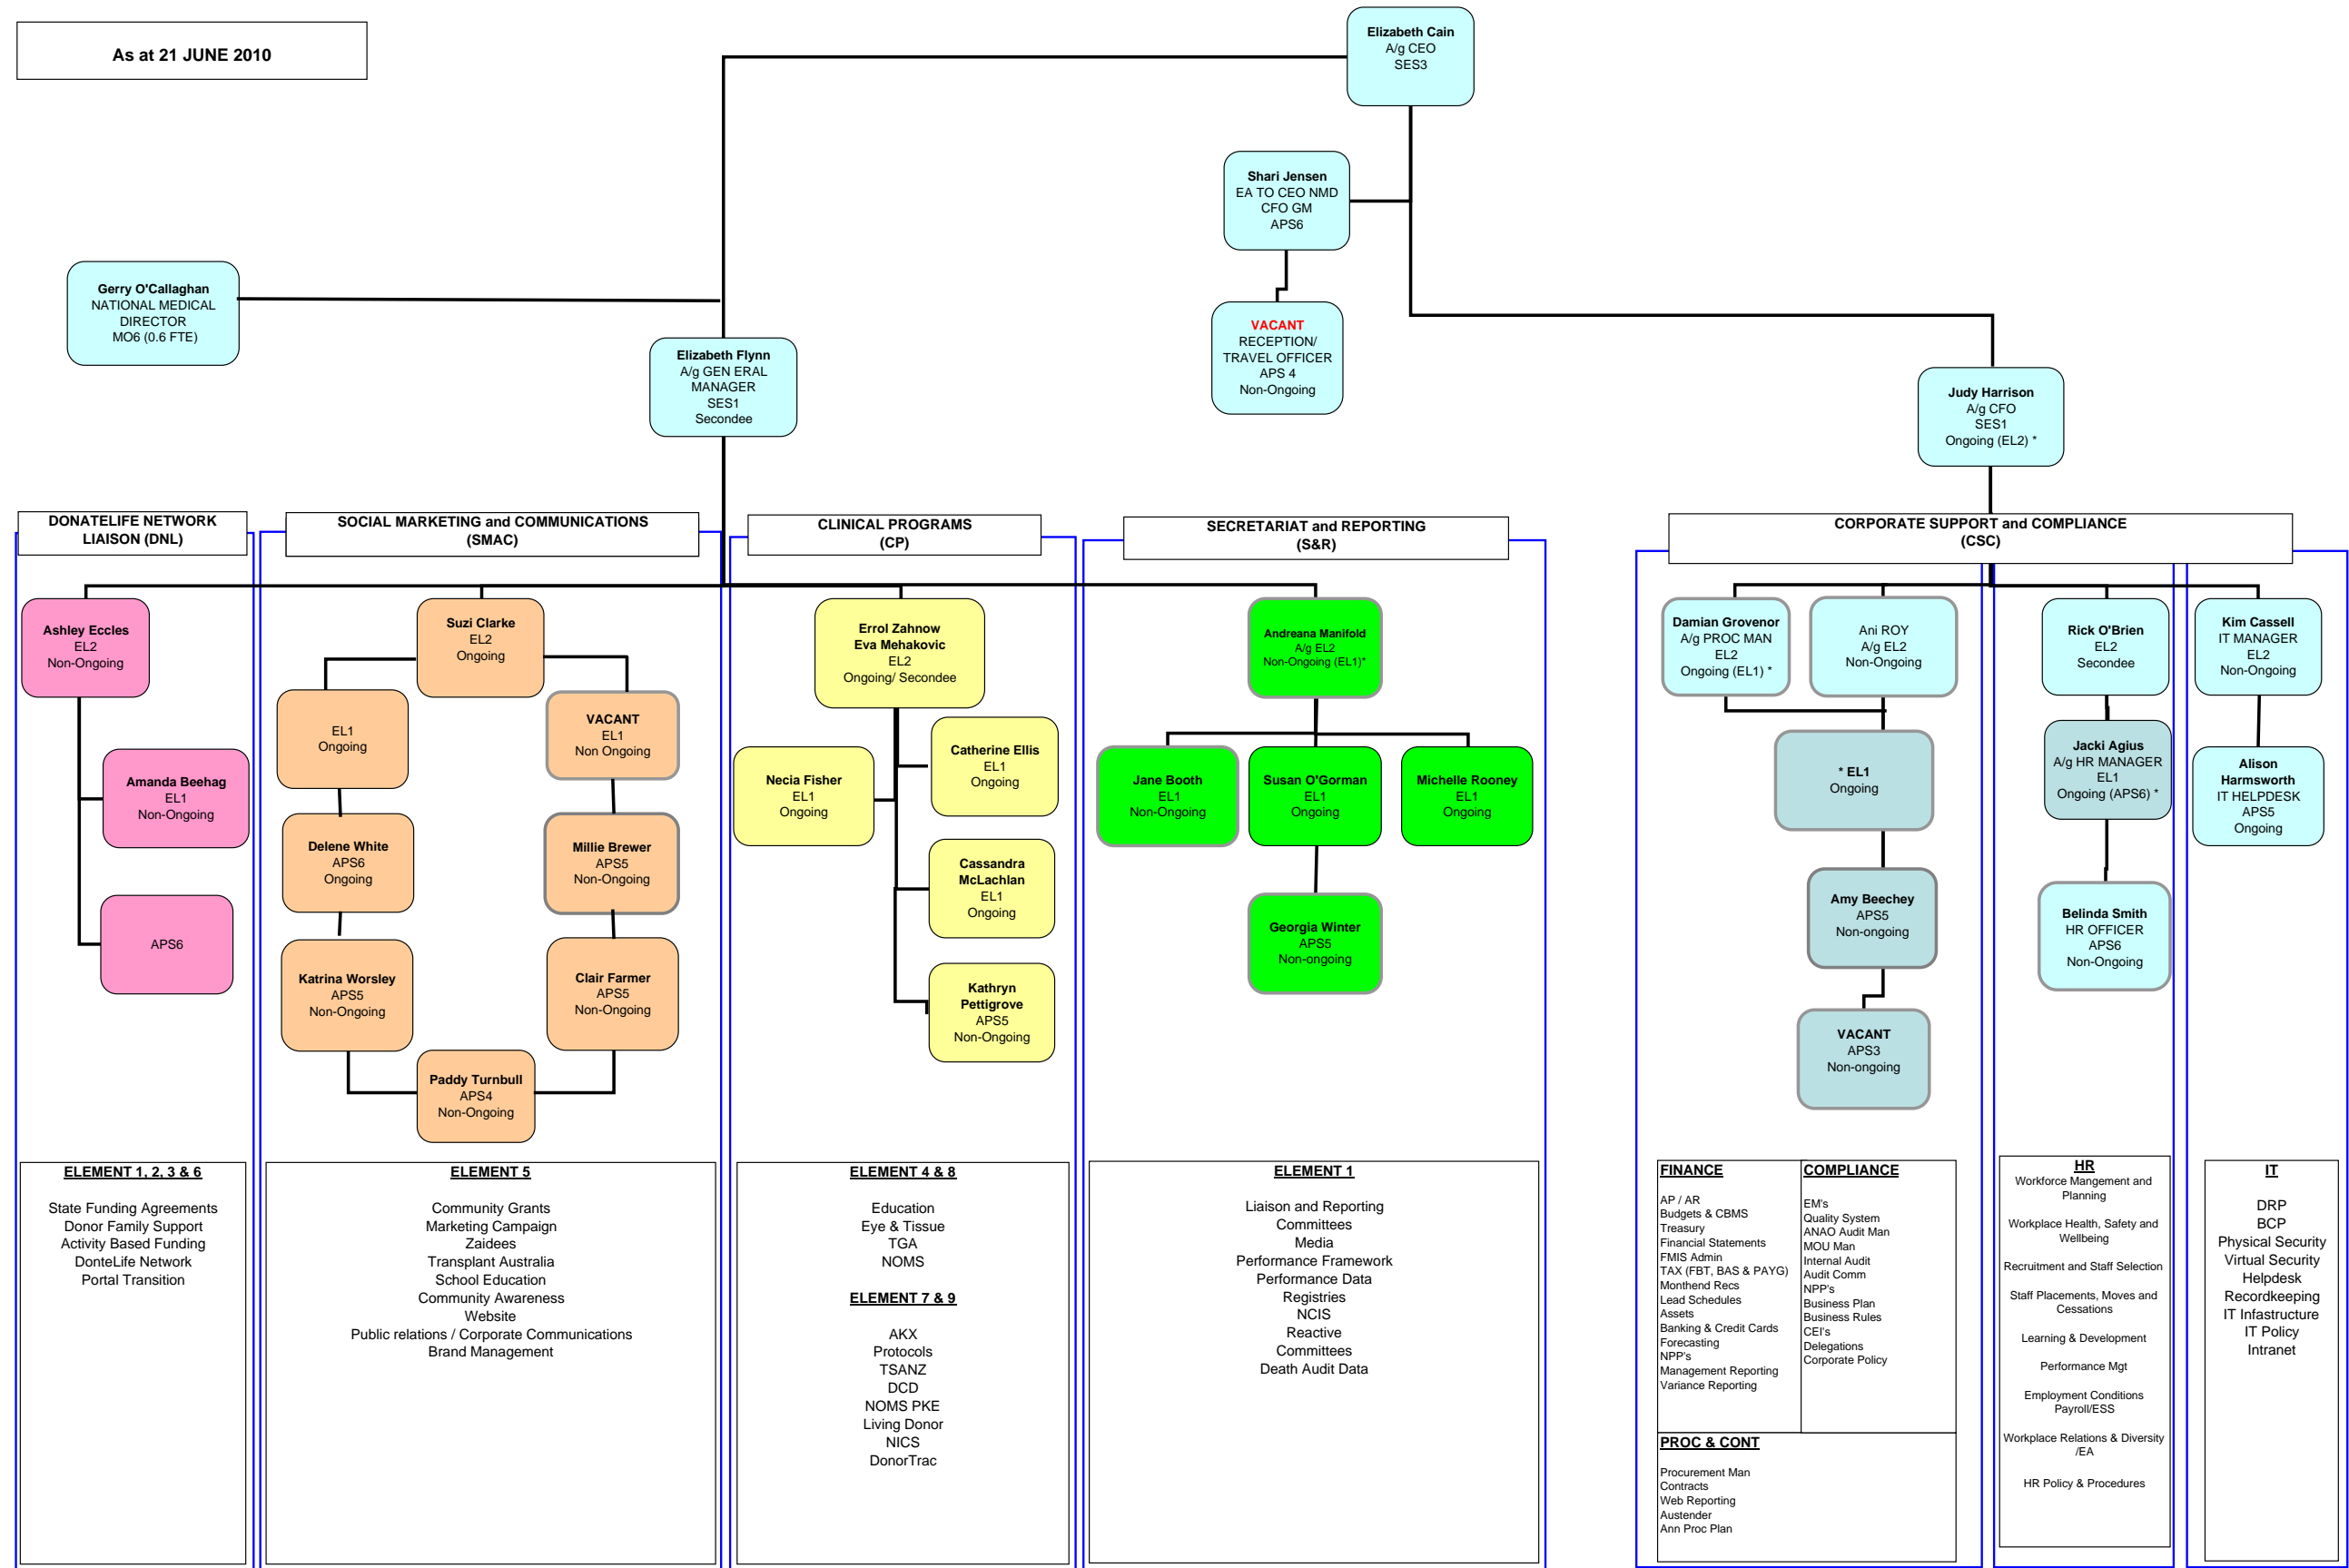 As at 21 JUNE 2010
Elizabeth Cain
A/g CEO
SES3
Shari Jensen
EA TO CEO NMD
CFO GM
APS6
Gerry O'Callaghan
NATIONAL MEDICAL
DIRECTOR
MO6 (0.6 FTE)
VACANT
RECEPTION/
TRAVEL OFFICER
APS 4
Non-Ongoing
Elizabeth Flynn
A/g GEN ERAL
MANAGER
SES1
Secondee
Judy Harrison
A/g CFO
SES1
Ongoing (EL2) *
DONATELIFE NETWORK
LIAISON (DNL)
SOCIAL MARKETING and COMMUNICATIONS
(SMAC)
CLINICAL PROGRAMS
(CP)
SECRETARIAT and REPORTING
(S&R)
CORPORATE SUPPORT and COMPLIANCE
(CSC)
Ashley Eccles
EL2
Non-Ongoing
Amanda Beehag
EL1
Non-Ongoing
APS6
Suzi Clarke
EL2
Ongoing
EL1
Ongoing
VACANT
EL1
Non Ongoing
Delene White
APS6
Ongoing
Millie Brewer
APS5
Non-Ongoing
Katrina Worsley
APS5
Non-Ongoing
Clair Farmer
APS5
Non-Ongoing
Paddy Turnbull
APS4
Non-Ongoing
Errol Zahnow
Eva Mehakovic
EL2
Ongoing/ Secondee
Necia Fisher
EL1
Ongoing
Catherine Ellis
EL1
Ongoing
Cassandra
McLachlan
EL1
Ongoing
Kathryn
Pettigrove
APS5
Non-Ongoing
Andreana Manifold
A/g EL2
Non-Ongoing (EL1)*
Jane Booth
EL1
Non-Ongoing
Susan O'Gorman
EL1
Ongoing
Michelle Rooney
EL1
Ongoing
Georgia Winter
APS5
Non-ongoing
Damian Grovenor
A/g PROC MAN
EL2
Ongoing (EL1) *
Ani ROY
A/g EL2
Non-Ongoing
* EL1
Ongoing
Amy Beechey
APS5
Non-ongoing
VACANT
APS3
Non-ongoing
Rick O'Brien
EL2
Secondee
Jacki Agius
A/g HR MANAGER
EL1
Ongoing (APS6) *
Belinda Smith
HR OFFICER
APS6
Non-Ongoing
Kim Cassell
IT MANAGER
EL2
Non-Ongoing
Alison
Harmsworth
IT HELPDESK
APS5
Ongoing
ELEMENT 1, 2, 3 & 6
State Funding Agreements
Donor Family Support
Activity Based Funding
DonteLife Network
Portal Transition
ELEMENT 5
Community Grants
Marketing Campaign
Zaidees
Transplant Australia
School Education
Community Awareness
Website
Public relations / Corporate Communications
Brand Management
ELEMENT 4 & 8
Education
Eye & Tissue
TGA
NOMS
ELEMENT 7 & 9
AKX
Protocols
TSANZ
DCD
NOMS PKE
Living Donor
NICS
DonorTrac
ELEMENT 1
Liaison and Reporting
Committees
Media
Performance Framework
Performance Data
Registries
NCIS
Reactive
Committees
Death Audit Data
FINANCE
AP / AR
Budgets & CBMS
Treasury
Financial Statements
FMIS Admin
TAX (FBT, BAS & PAYG)
Monthend Recs
Lead Schedules
Assets
Banking & Credit Cards
Forecasting
NPP's
Management Reporting
Variance Reporting
COMPLIANCE
EM's
Quality System
ANAO Audit Man
MOU Man
Internal Audit
Audit Comm
NPP's
Business Plan
Business Rules
CEI's
Delegations
Corporate Policy
PROC & CONT
Procurement Man
Contracts
Web Reporting
Austender
Ann Proc Plan
HR
Workforce Mangement and
Planning
Workplace Health, Safety and
Wellbeing
Recruitment and Staff Selection
Staff Placements, Moves and
Cessations
Learning & Development
Performance Mgt
Employment Conditions
Payroll/ESS
Workplace Relations & Diversity
/EA
HR Policy & Procedures
IT
DRP
BCP
Physical Security
Virtual Security
Helpdesk
Recordkeeping
IT Infastructure
IT Policy
Intranet